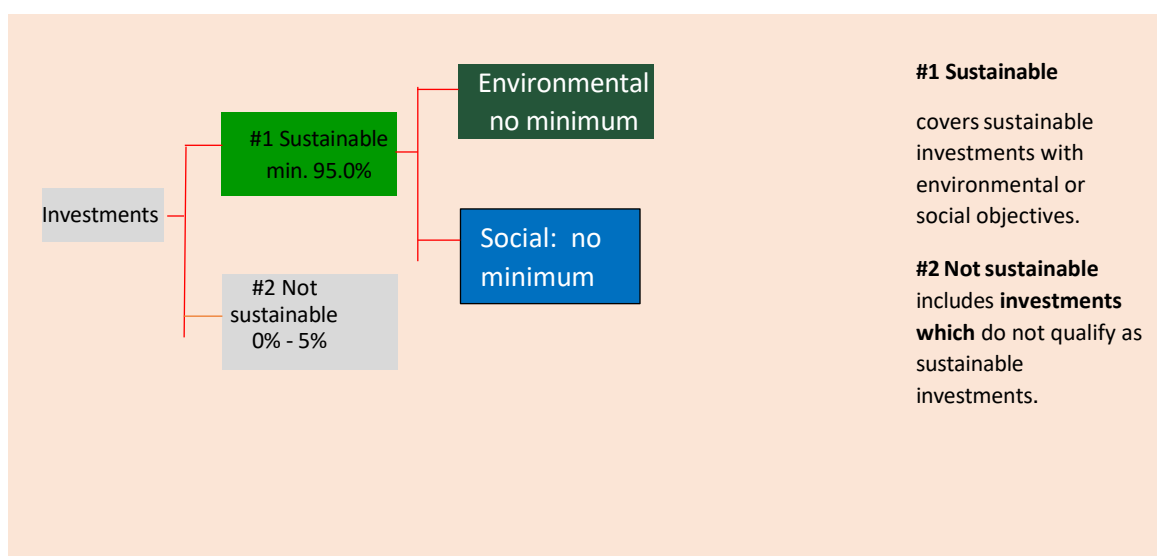 Investments
#1 Sustainable
min. 95.0%
#2 Not
sustainable
0% - 5%
Environmental
no minimum
Social:  no
minimum
#1 Sustainable
covers sustainable
investments with
environmental or
social objectives.
#2 Not sustainable
includes investments
which do not qualify as
sustainable
investments.